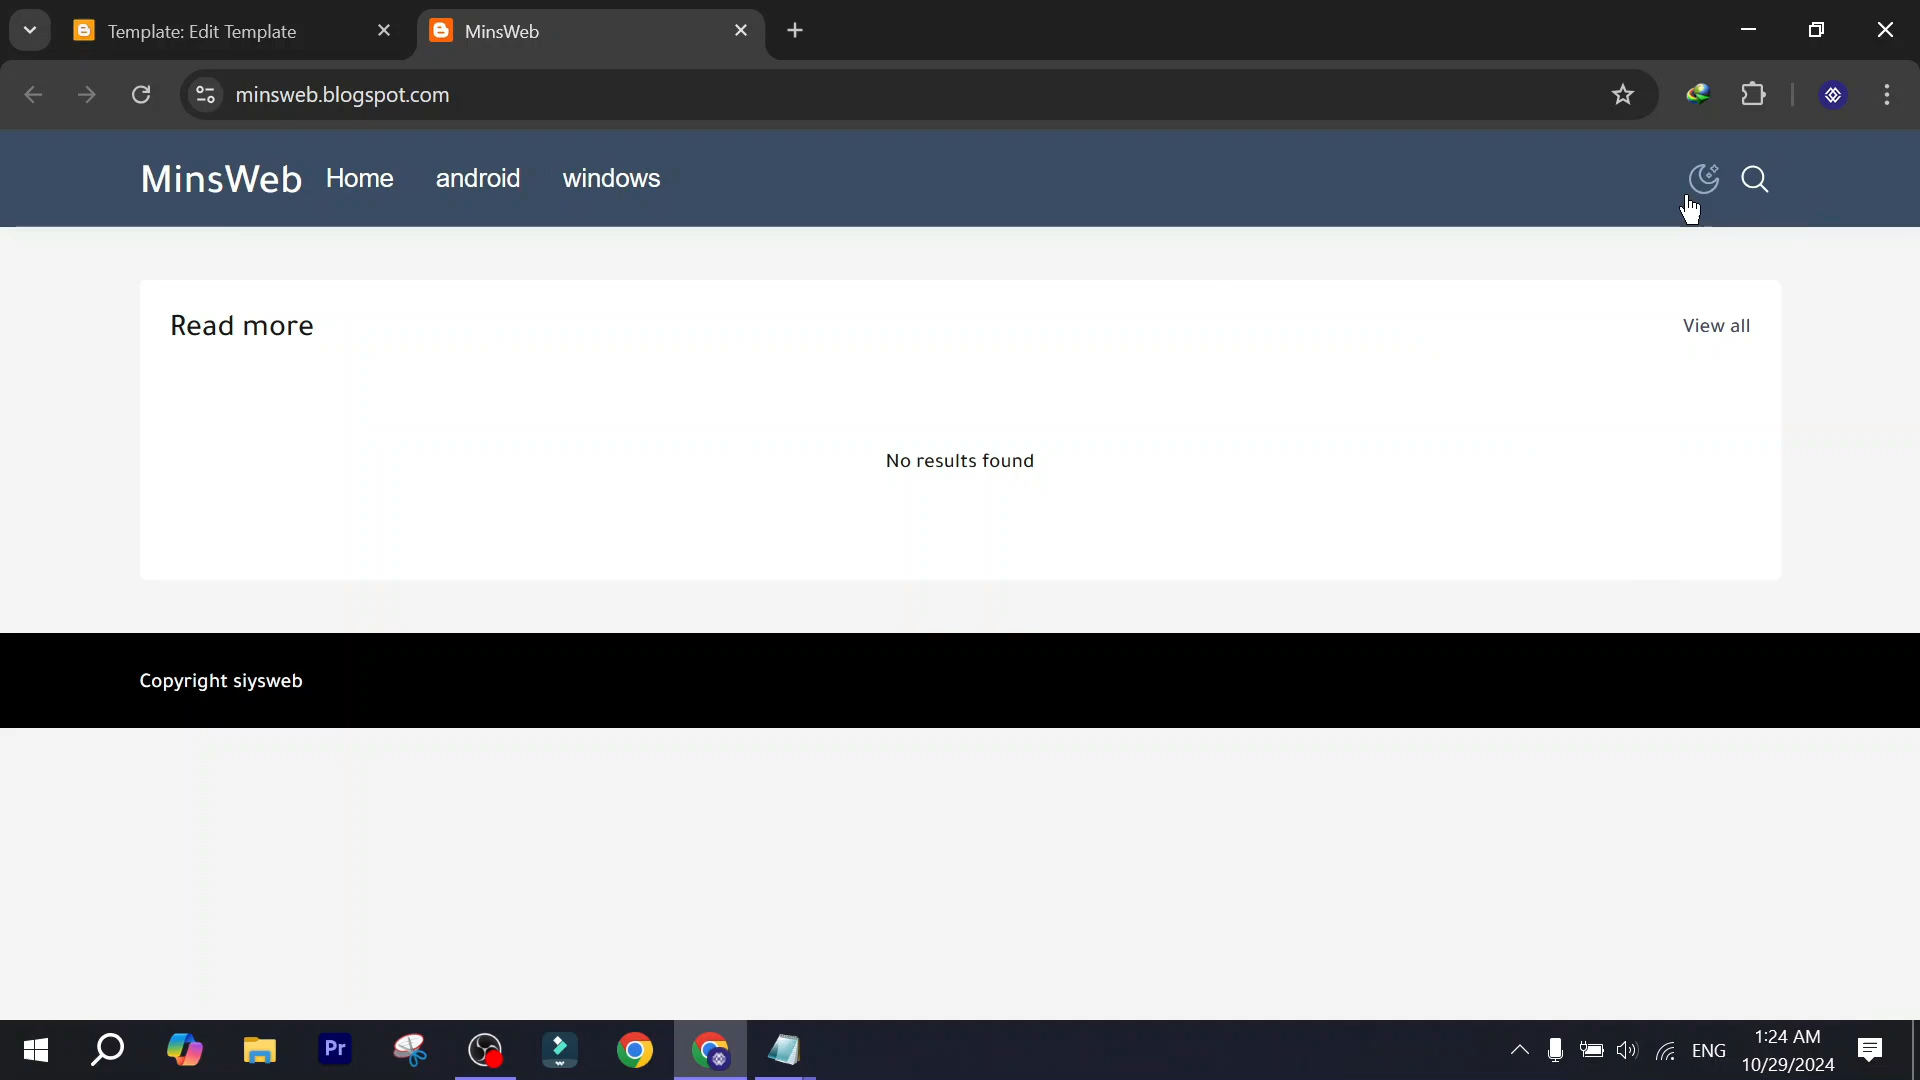 Template: Edit Template
MinsWeb
minsweb.blogspot.com
MinsWeb Home android windows
Read more
View all
No results found
Copyright siysweb
Pr
ENG
1:24 AM
10/29/2024